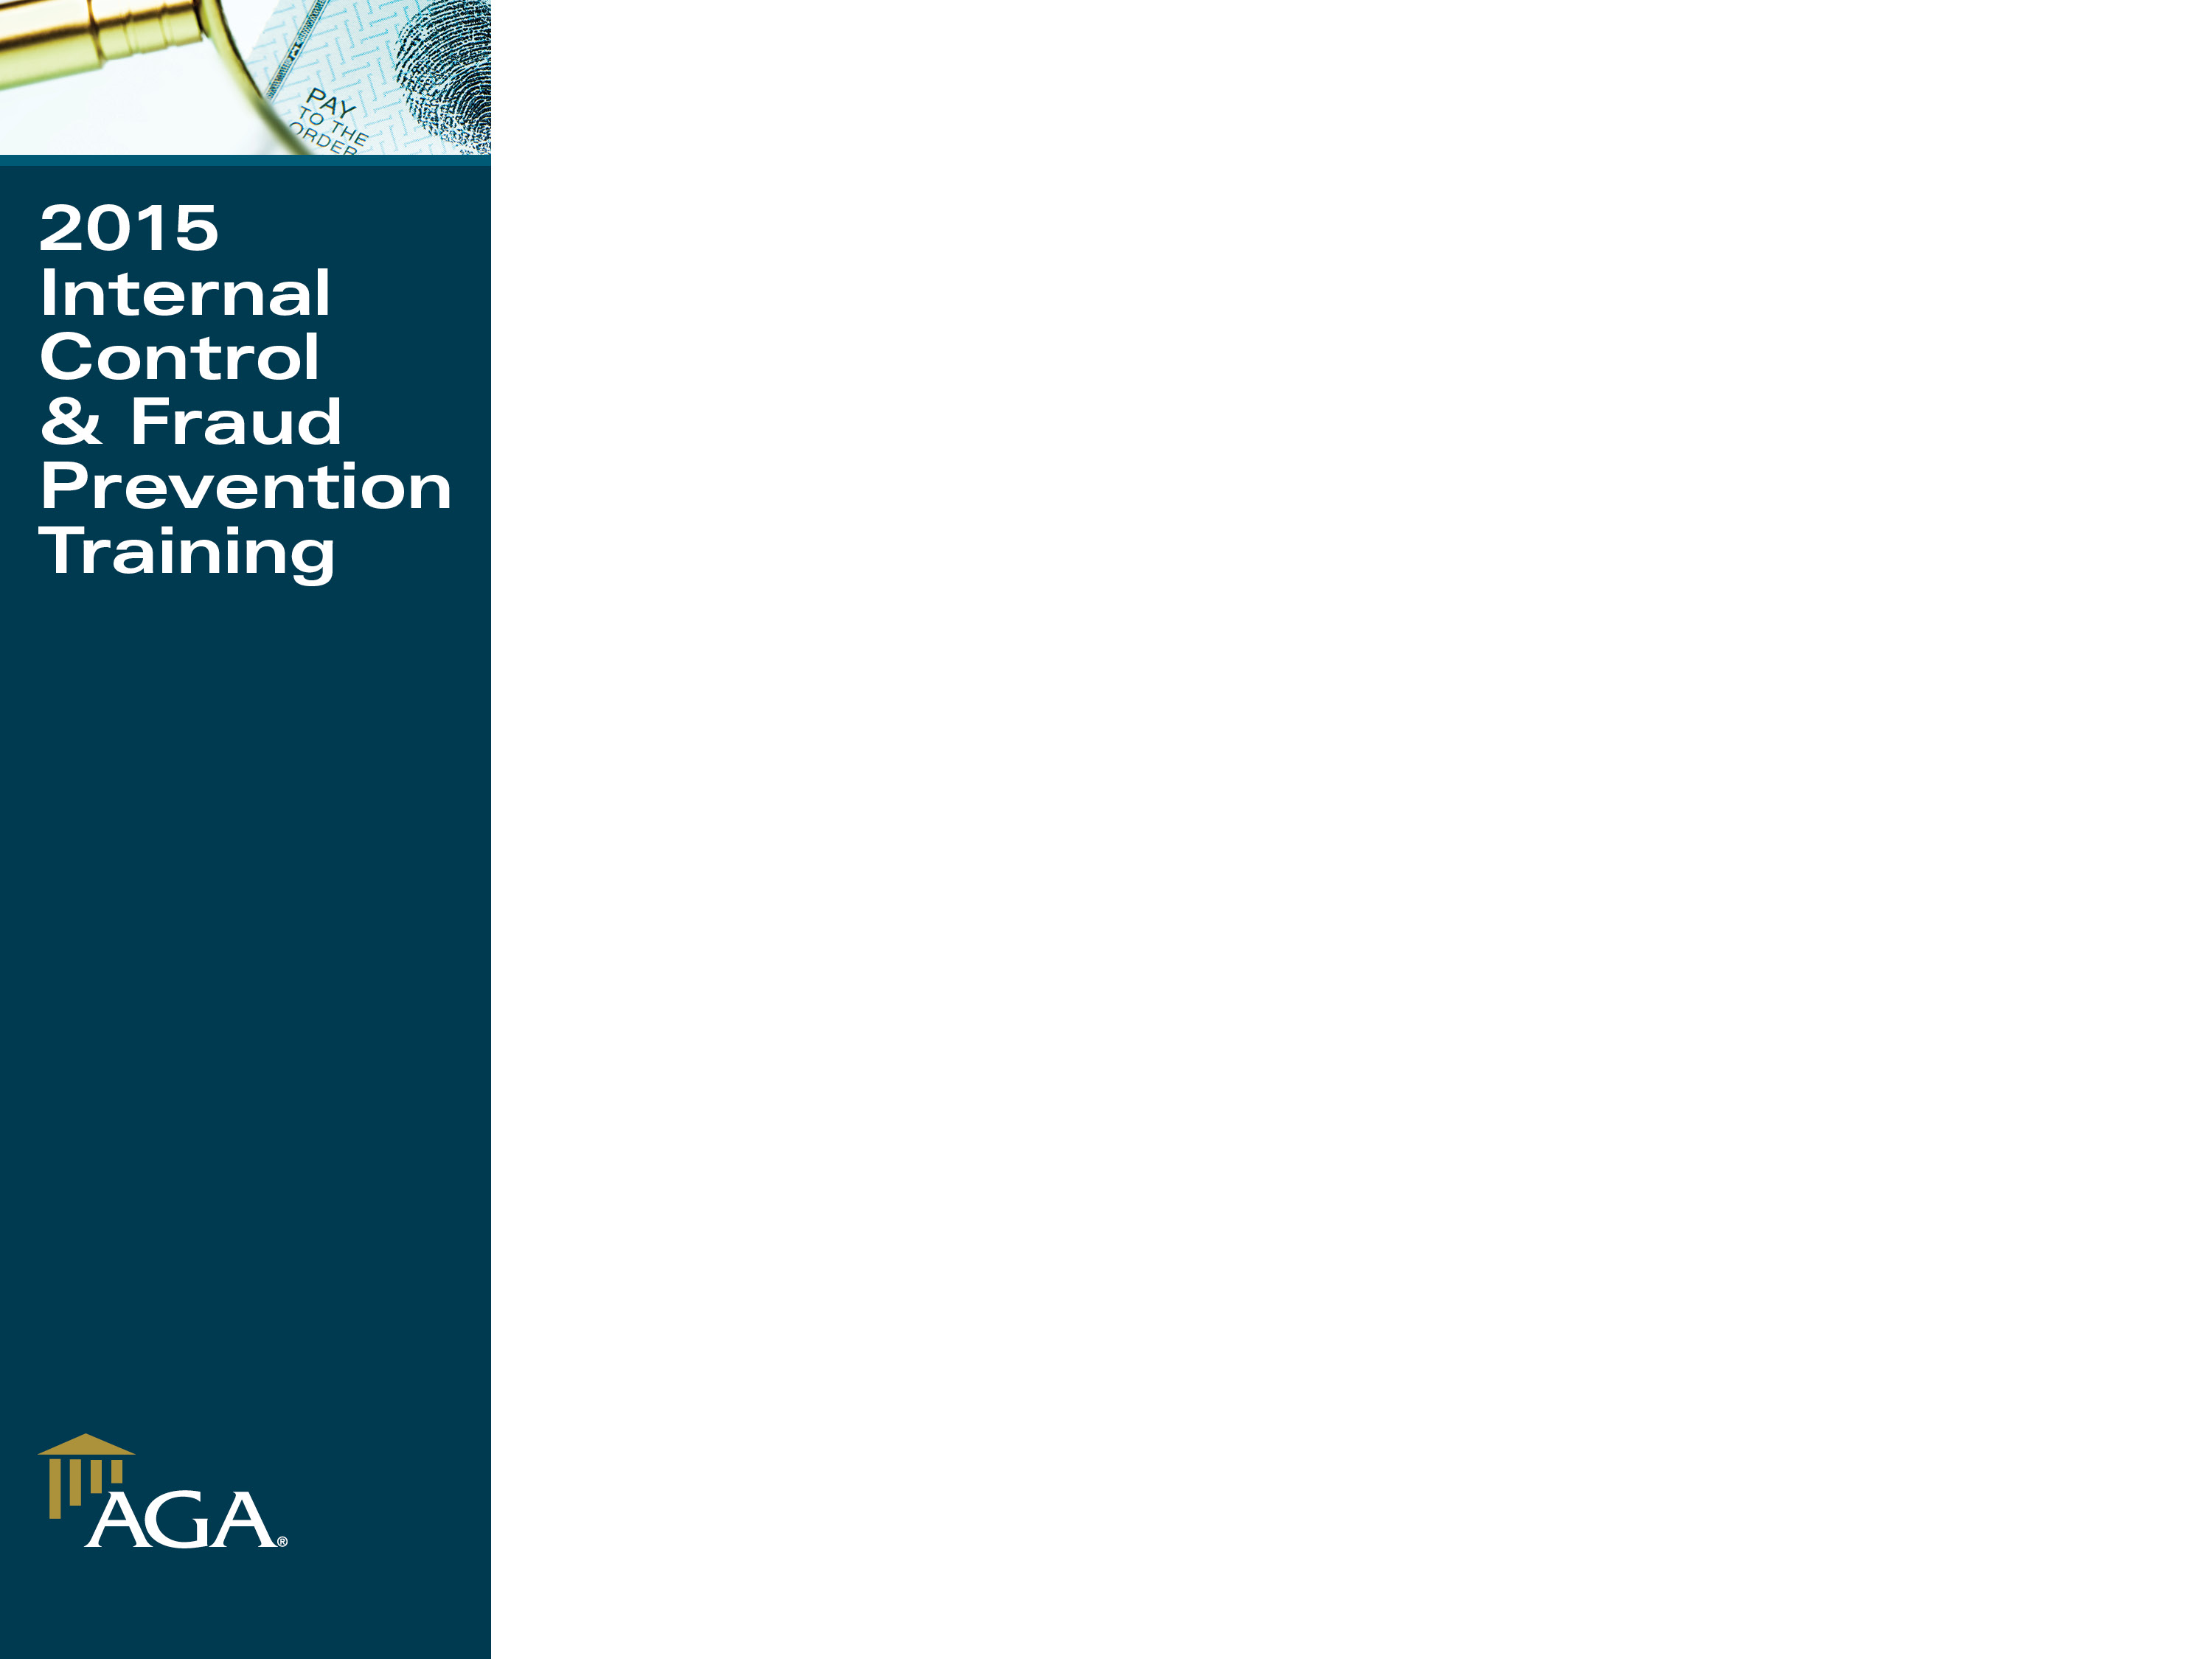 PAY
TO THE
ORDER
2015
Internal
Control
& Fraud
Prevention
Training
AGA®